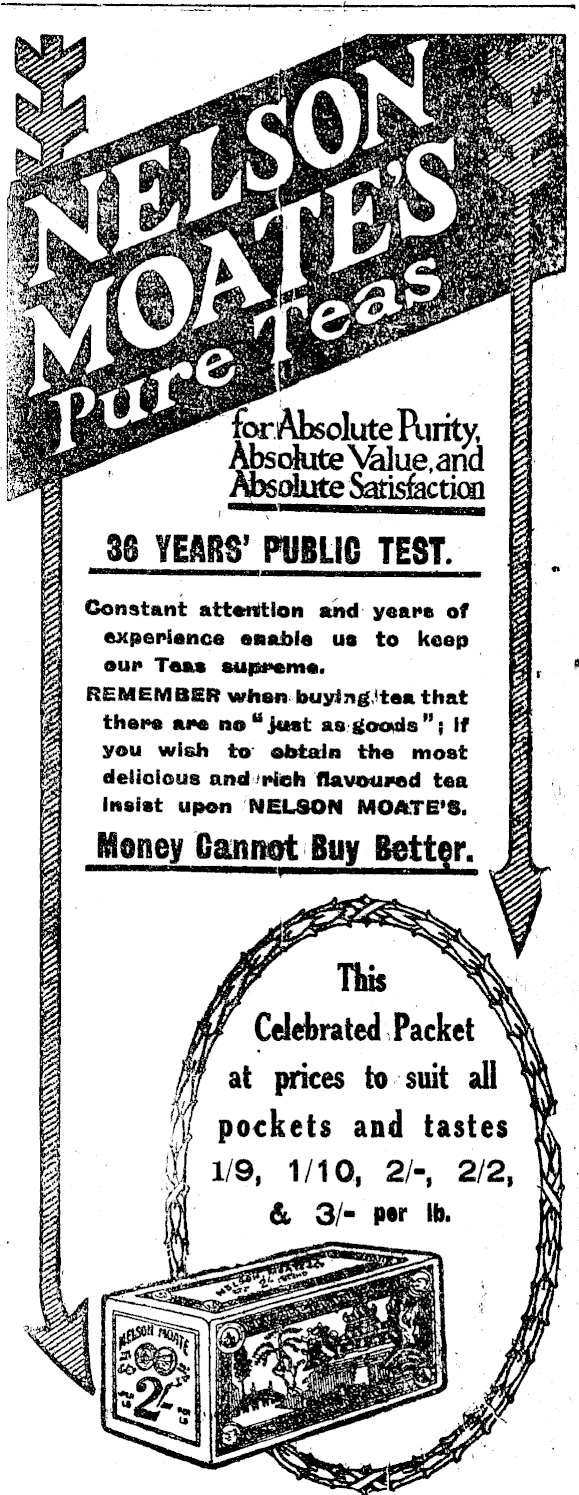 NELSON
MOATE'S
Pure Teas
for Absolute Purity,
Absolute Value, and
Absolute Satisfaction
36 YEARS' PUBLIC TEST.
Constant attention and years of
experience enable us to keep
our Teas supreme.
REMEMBER when buying tea that
there are no "just as goods"; if
you wish to obtain the most
delicious and rich flavoured tea
insist upon NELSON MOATE'S.
Money Cannot Buy Better.
This
Celebrated Packet
at prices to suit all
pockets and tastes
1/9, 1/10, 2/-, 2/2,
& 3/- per lb.
NELSON MOATE
2/-
PER LB